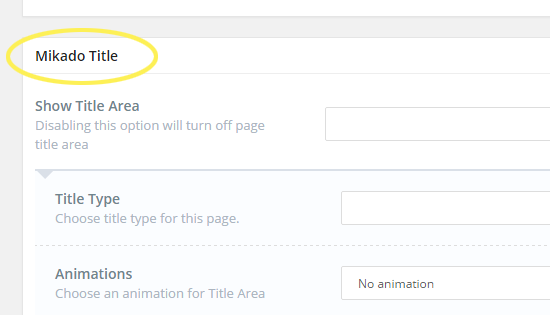 Mikado Title
Show Title Area
Disabling this option will turn off page
title area
Title Type
Choose title type for this page.
Animations
Choose an animation for Title Area
No animation